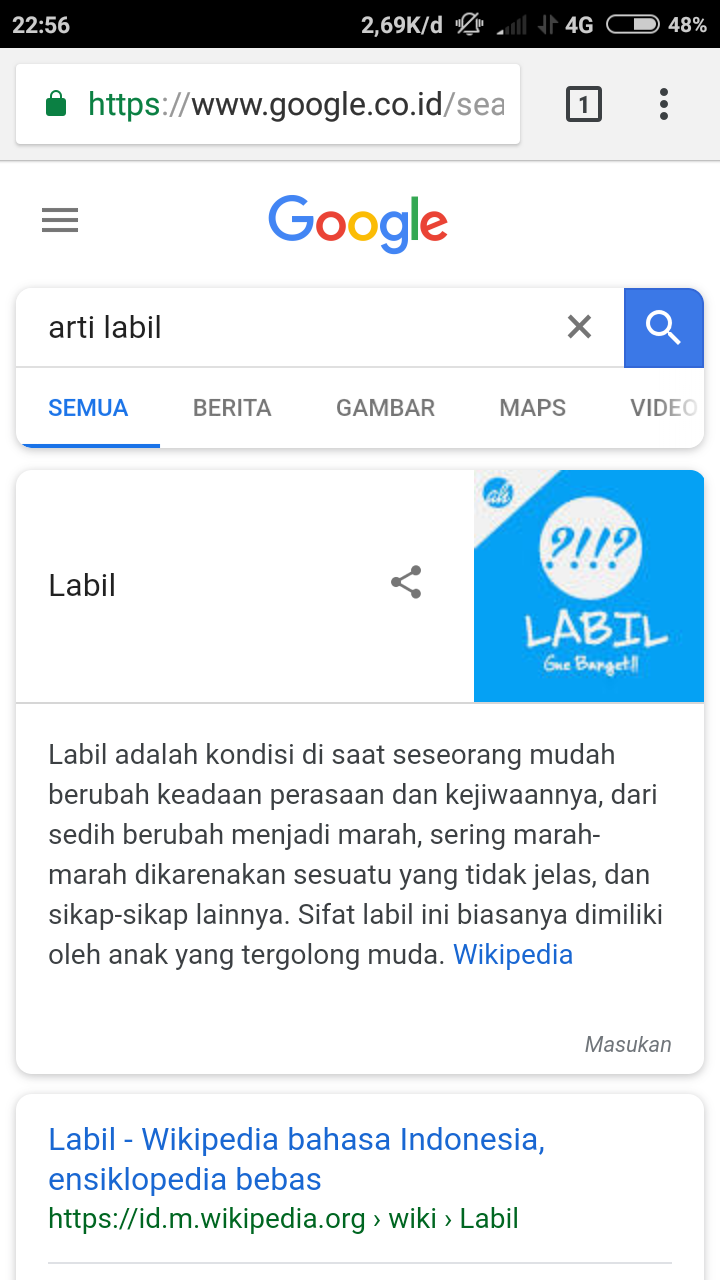 22:56 2,69K/d 4G 48%
https://www.google.co.id/sea
1
Google
arti labil
SEMUA BERITA GAMBAR MAPS VIDEO
Labil
ah
?!!?
LABIL
Gue Banget!!
Labil adalah kondisi di saat seseorang mudah
berubah keadaan perasaan dan kejiwaannya, dari
sedih berubah menjadi marah, sering marah-
marah dikarenakan sesuatu yang tidak jelas, dan
sikap-sikap lainnya. Sifat labil ini biasanya dimiliki
oleh anak yang tergolong muda. Wikipedia
Masukan
Labil - Wikipedia bahasa Indonesia,
ensiklopedia bebas
https://id.m.wikipedia.org › wiki › Labil